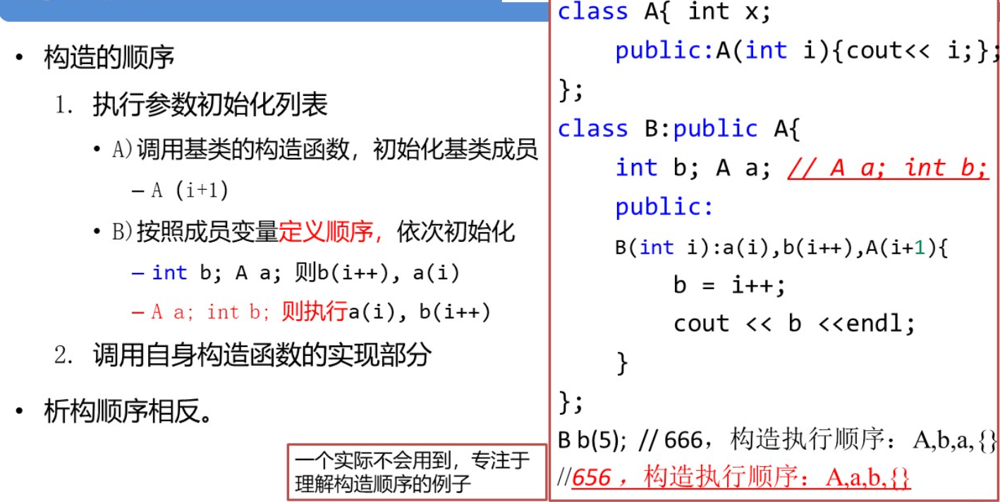 • 构造的顺序
1. 执行参数初始化列表
• A)调用基类的构造函数，初始化基类成员
– A (i+1)
• B)按照成员变量定义顺序，依次初始化
– int b; A a; 则b(i++), a(i)
– A a; int b; 则执行a(i), b(i++)
2. 调用自身构造函数的实现部分
• 析构顺序相反。
一个实际不会用到，专注于
理解构造顺序的例子
class A{ int x;
public:A(int i){cout<< i;};
};
class B:public A{
int b; A a; // A a; int b;
public:
B(int i):a(i),b(i++),A(i+1){
b = i++;
cout << b <<endl;
}
};
B b(5); // 666，构造执行顺序：A,b,a,{}
//656 ，构造执行顺序：A,a,b,{}